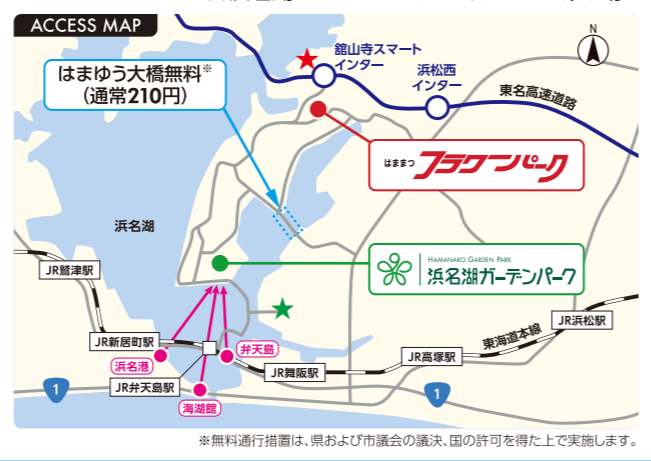 ACCESS MAP
N
舘山寺スマート
インター
浜松西
インター
東名高速道路
はまゆう大橋無料※
（通常210円）
はままつ フラワーパーク
浜名湖
HAMANAKO GARDEN PARK
浜名湖ガーデンパーク
JR鷲津駅
JR浜松駅
東海道本線
JR新居町駅
弁天島
JR高塚駅
浜名港
JR舞阪駅
JR弁天島駅
1
1
海湖館
※無料通行措置は、県および市議会の議決、国の許可を得た上で実施します。